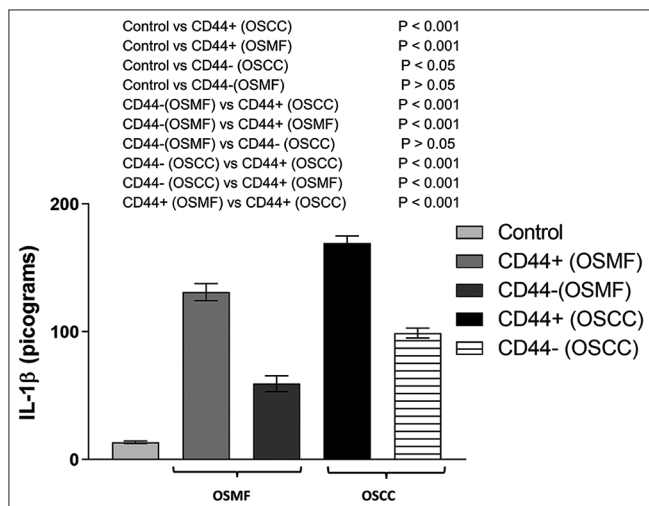 Control vs CD44+ (OSCC) P < 0.001
Control vs CD44+ (OSMF) P < 0.001
Control vs CD44- (OSCC) P < 0.05
Control vs CD44-(OSMF) P > 0.05
CD44-(OSMF) vs CD44+ (OSCC) P < 0.001
CD44-(OSMF) vs CD44+ (OSMF) P < 0.001
CD44-(OSMF) vs CD44- (OSCC) P > 0.05
CD44- (OSCC) vs CD44+ (OSCC) P < 0.001
CD44- (OSCC) vs CD44+ (OSMF) P < 0.001
CD44+ (OSMF) vs CD44+ (OSCC) P < 0.001
200
100
0
IL-1β (picograms)
Control
CD44+ (OSMF)
CD44-(OSMF)
CD44+ (OSCC)
CD44- (OSCC)
OSMF OSCC